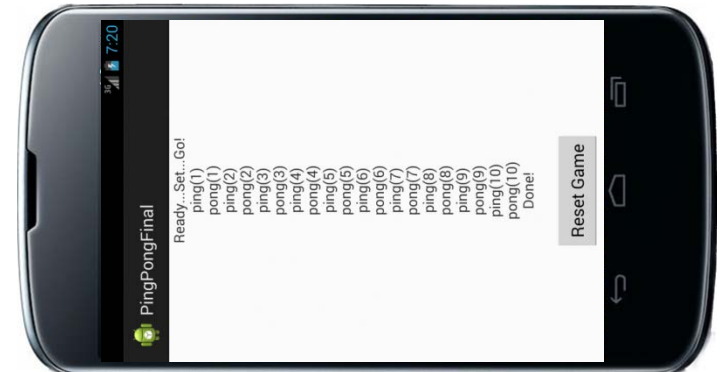 3G 7:20
PingPongFinal
Ready...Set...Go!
ping(1)
pong(1)
ping(2)
pong(2)
ping(3)
pong(3)
ping(4)
pong(4)
ping(5)
pong(5)
ping(6)
pong(6)
ping(7)
pong(7)
ping(8)
pong(8)
ping(9)
pong(9)
ping(10)
pong(10)
Done!
Reset Game